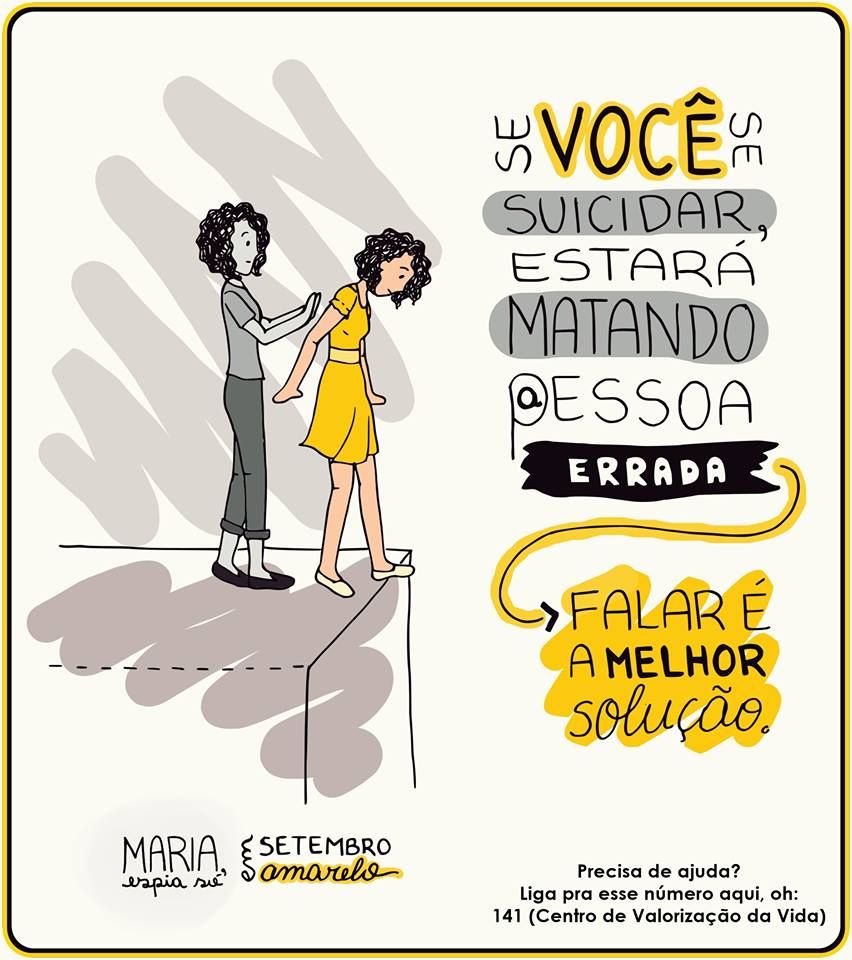 SE VOCÊ SE
SUICIDAR,
ESTARÁ
MATANDO
a PESSOA
ERRADA
FALAR É
A MELHOR
solução.
MARIA,
espia só
SETEMBRO
amarelo
Precisa de ajuda?
Liga pra esse número aqui, oh:
141 (Centro de Valorização da Vida)